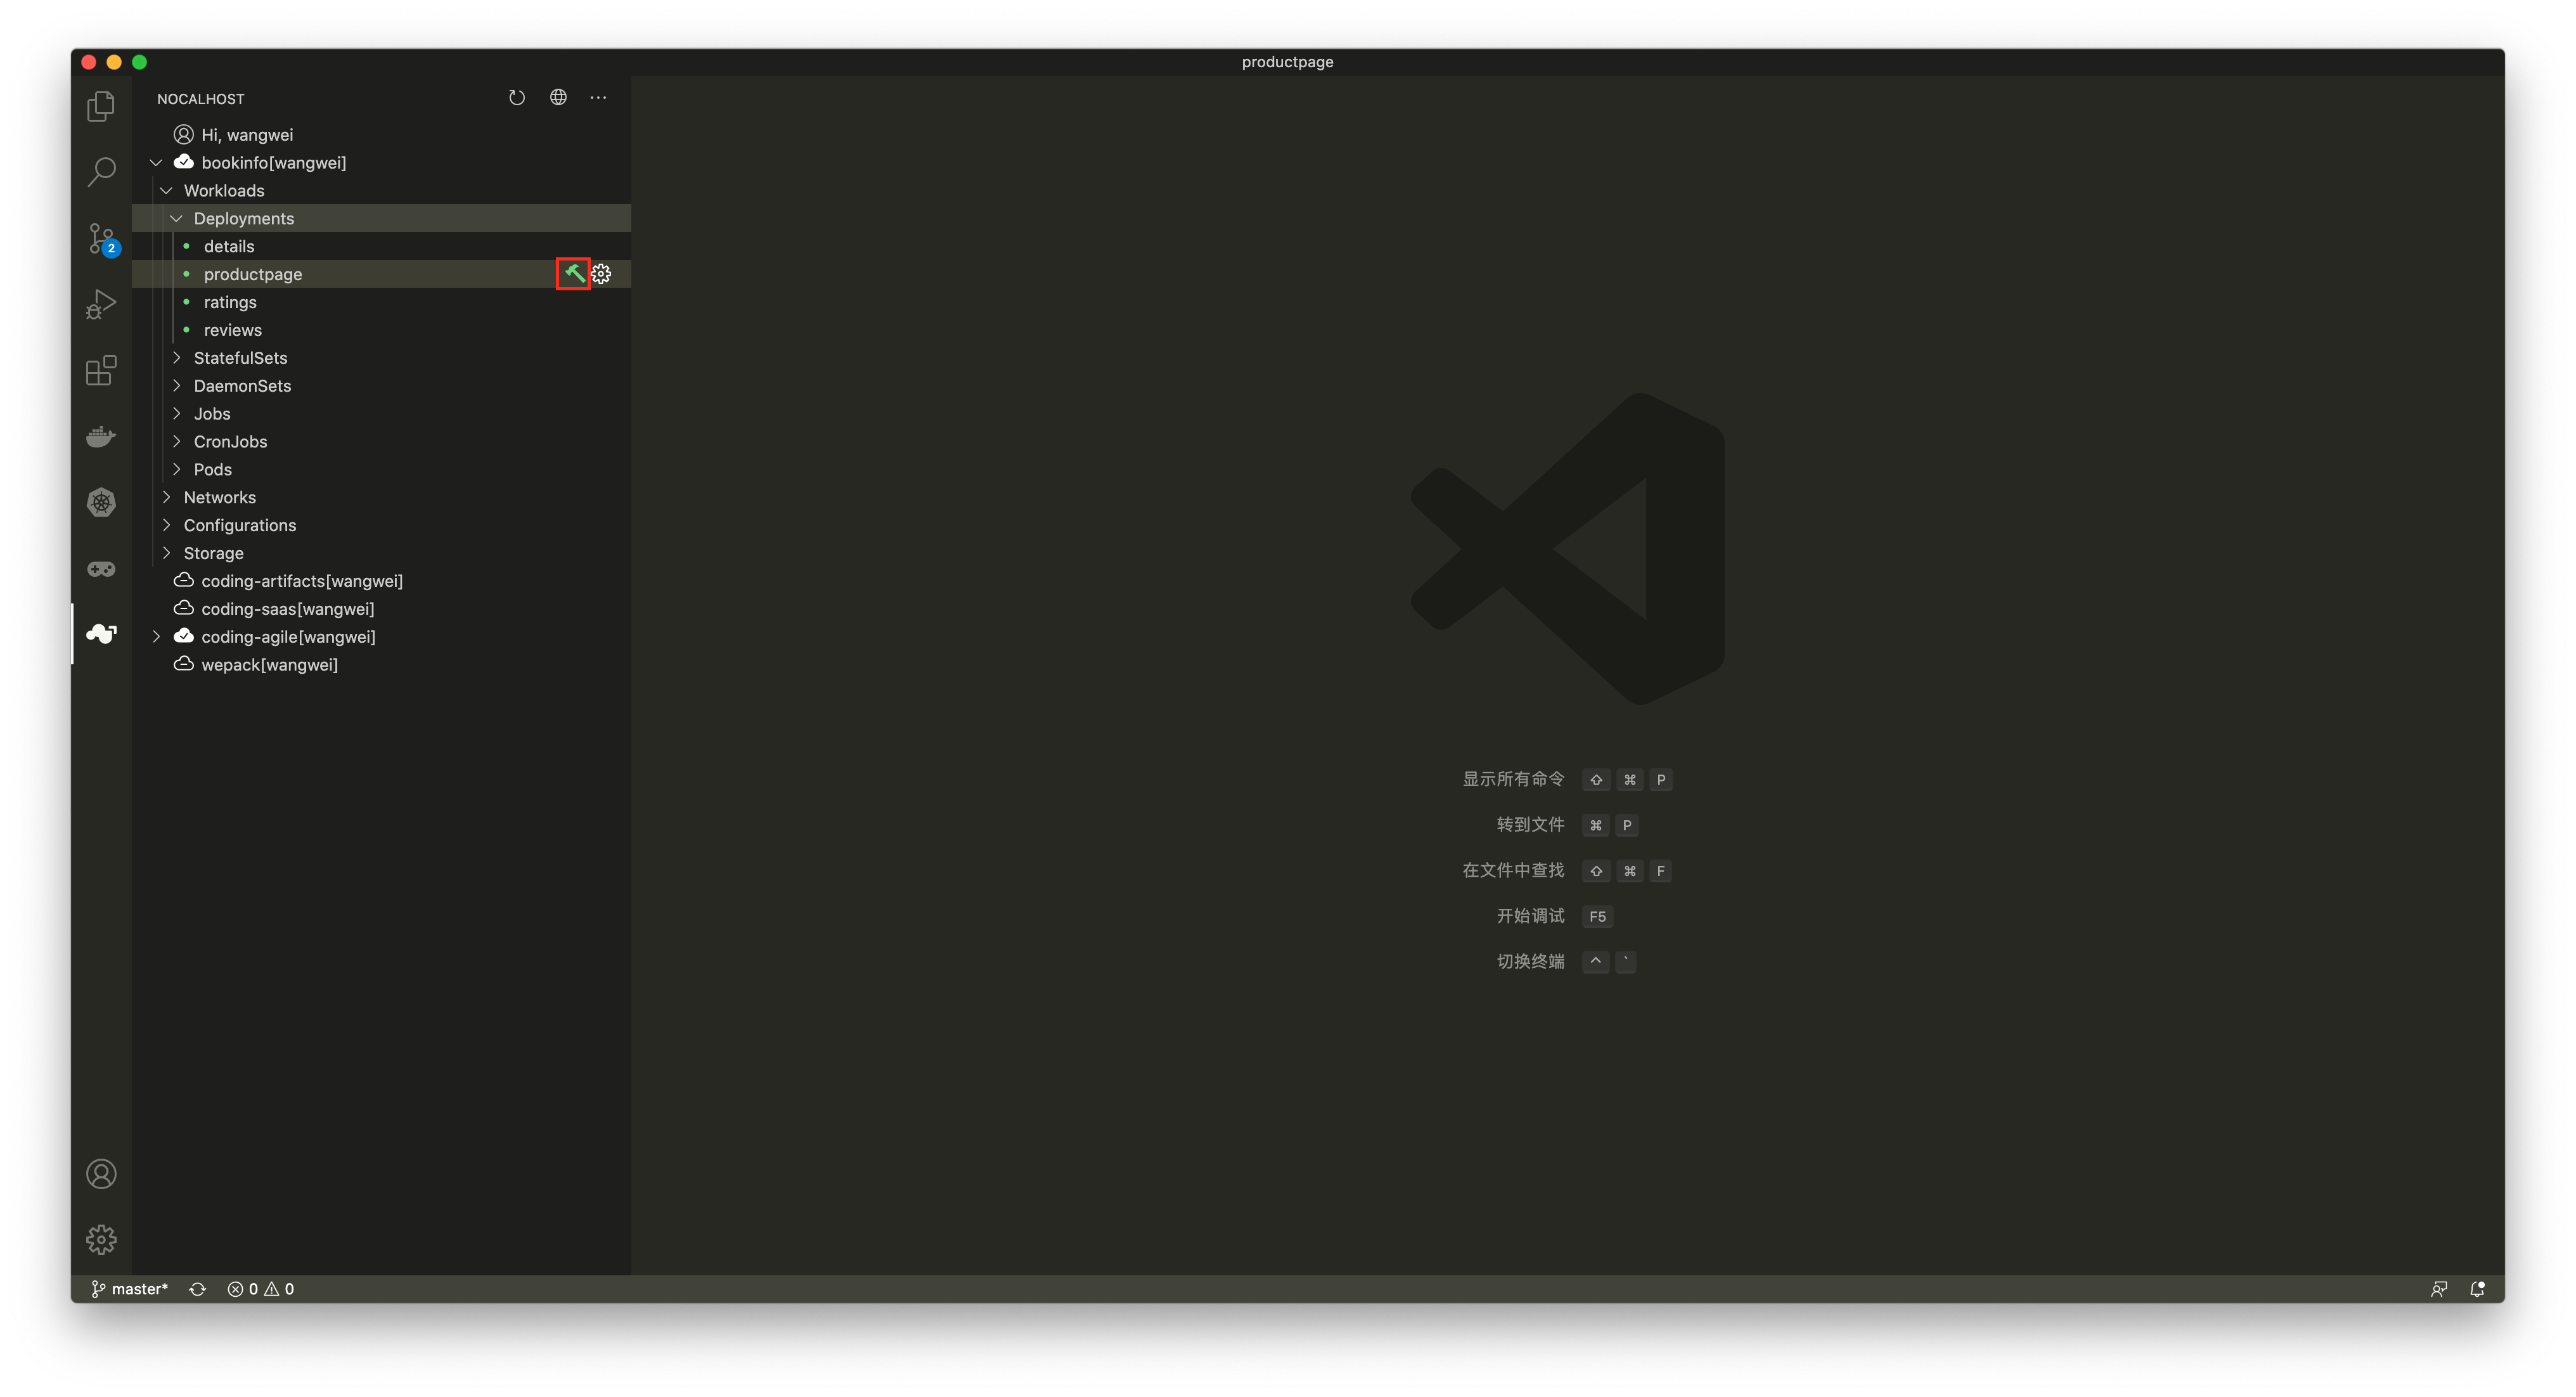 productpage
NOCALHOST
Hi, wangwei
bookinfo[wangwei]
Workloads
Deployments
2
details
productpage
ratings
reviews
StatefulSets
DaemonSets
Jobs
CronJobs
Pods
Networks
Configurations
Storage
coding-artifacts[wangwei]
coding-saas[wangwei]
coding-agile[wangwei]
wepack[wangwei]
显示所有命令 ⇧ ⌘ P
转到文件 ⌘ P
在文件中查找 ⇧ ⌘ F
开始调试 F5
切换终端 ^ `
master* 0 0